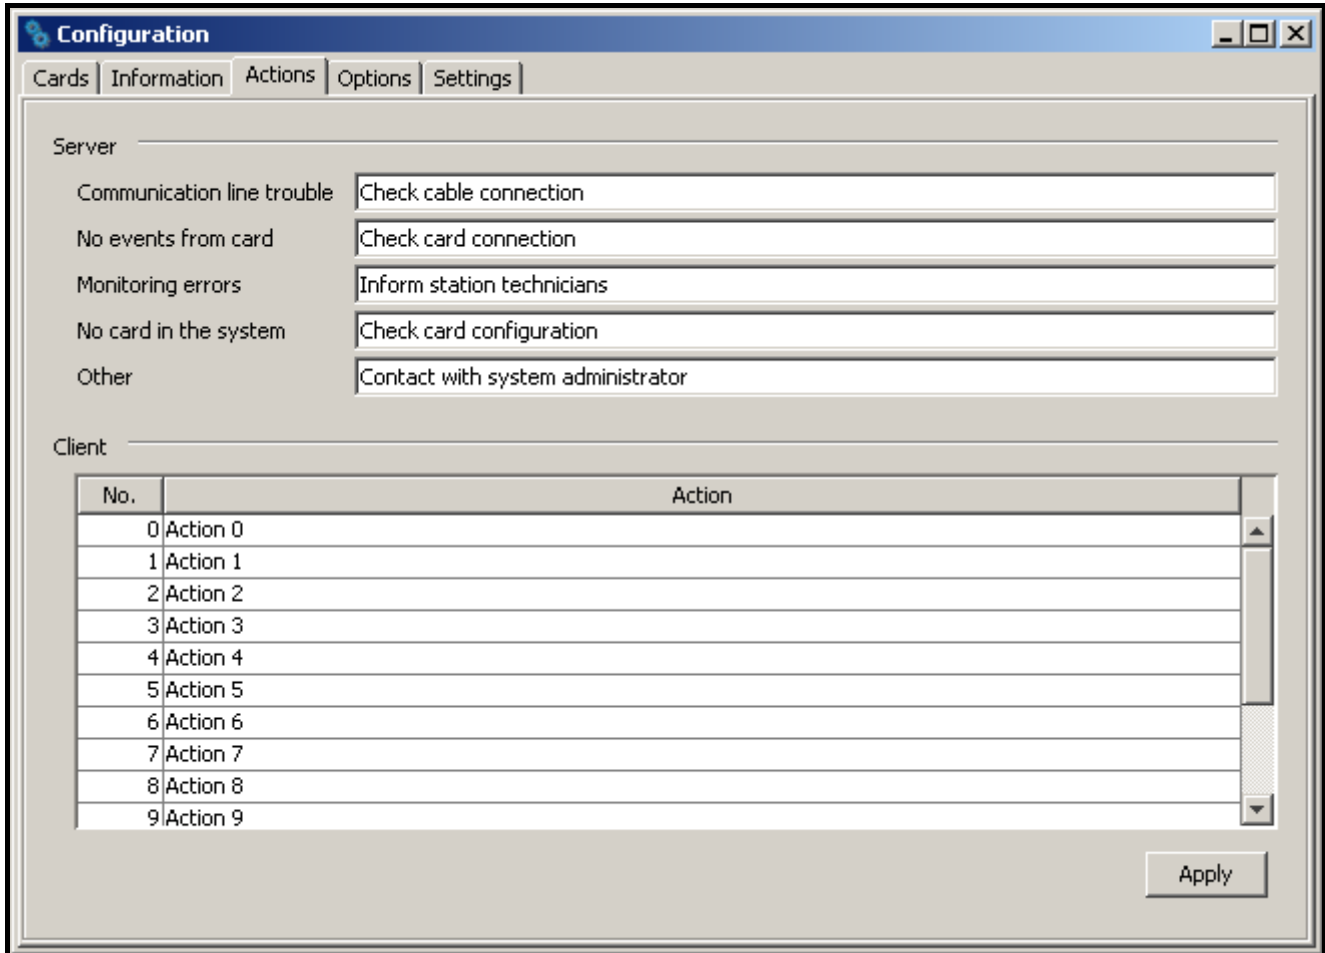 Configuration
Cards Information Actions Options Settings
Server
Communication line trouble Check cable connection
No events from card Check card connection
Monitoring errors Inform station technicians
No card in the system Check card configuration
Other Contact with system administrator
Client
No. Action
0 Action 0
1 Action 1
2 Action 2
3 Action 3
4 Action 4
5 Action 5
6 Action 6
7 Action 7
8 Action 8
9 Action 9
Apply